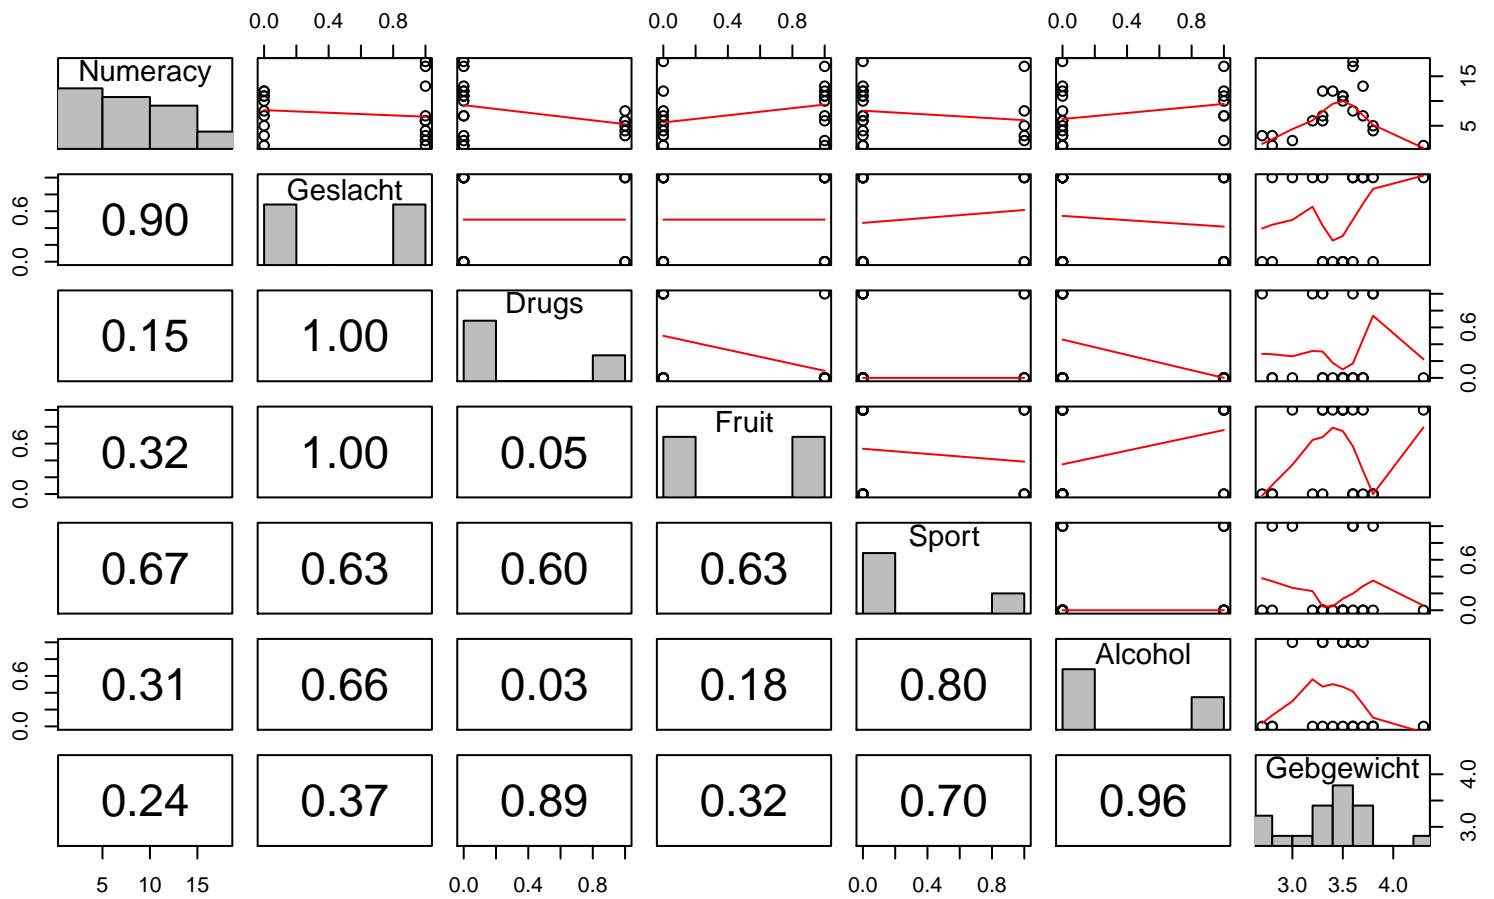 0.0 0.4 0.8 0.0 0.4 0.8 0.0 0.4 0.8
Numeracy 5 15
0.0 0.6 0.90 Geslacht
0.15 1.00 Drugs 0.0 0.6
0.0 0.6 0.32 1.00 0.05 Fruit
0.67 0.63 0.60 0.63 Sport 0.0 0.6
0.0 0.6 0.31 0.66 0.03 0.18 0.80 Alcohol
0.24 0.37 0.89 0.32 0.70 0.96 Gebgewicht 3.0 4.0
5 10 15 0.0 0.4 0.8 0.0 0.4 0.8 3.0 3.5 4.0